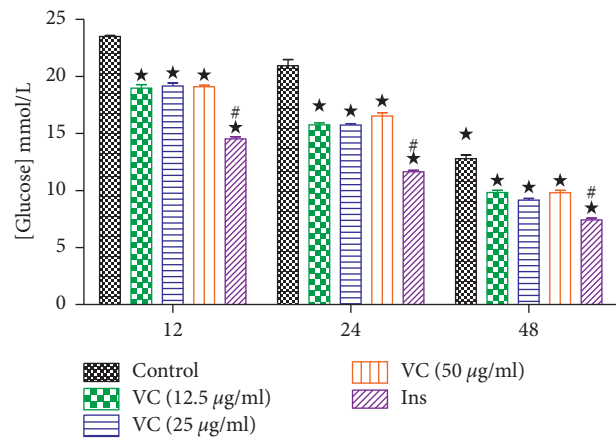 25
20
15
10
5
0
[Glucose] mmol/L
★ ★ ★ # ★
★ ★ ★ # ★
★ ★ ★ ★ # ★
12 24 48
Control VC (50 µg/ml)
VC (12.5 µg/ml) Ins
VC (25 µg/ml)